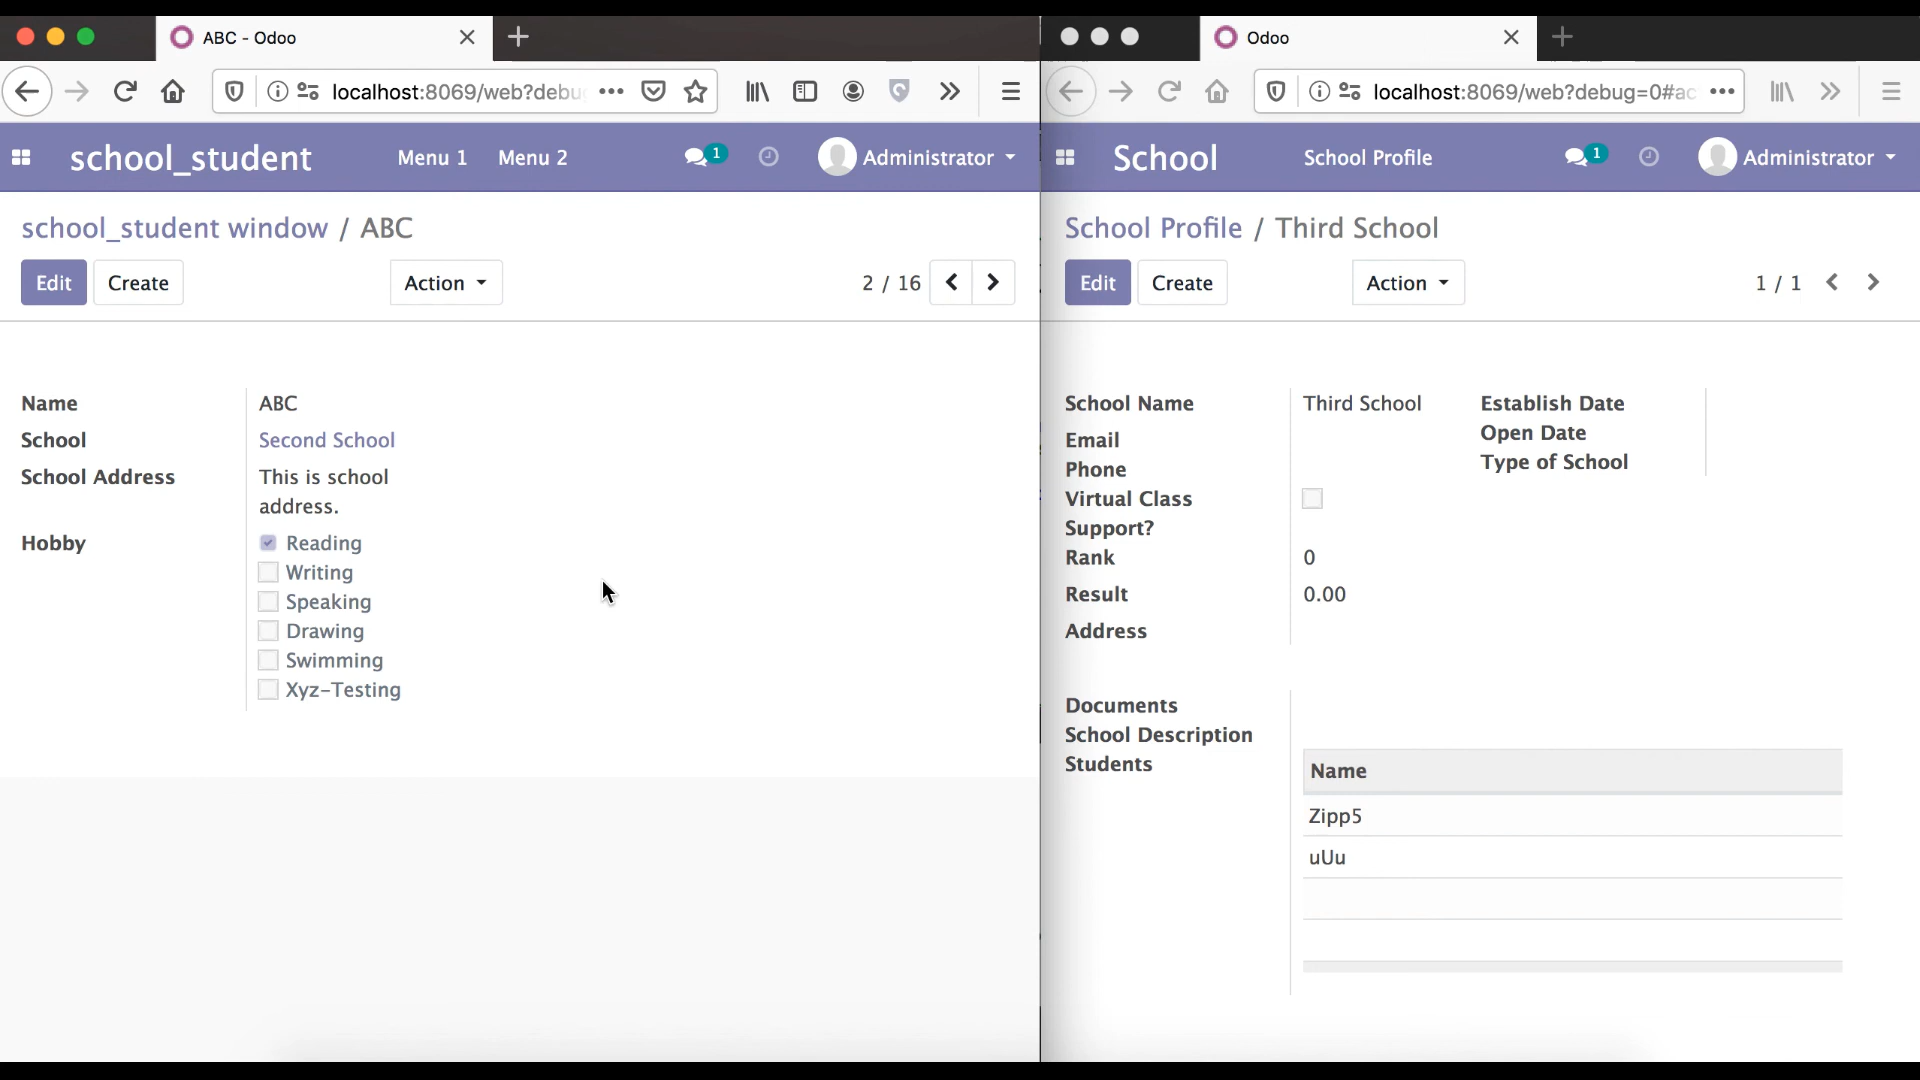 ABC - Odoo
localhost:8069/web?debu
school_student
Menu 1
Menu 2
1
Administrator
school_student window / ABC
Edit
Create
Action
2 / 16
Name
ABC
School
Second School
School Address
This is school
address.
Hobby
Reading
Writing
Speaking
Drawing
Swimming
Xyz-Testing
Odoo
localhost:8069/web?debug=0#ac
School
School Profile
1
Administrator
School Profile / Third School
Edit
Create
Action
1 / 1
School Name
Third School
Email
Phone
Virtual Class
Support?
Rank
0
Result
0.00
Address
Establish Date
Open Date
Type of School
Documents
School Description
Students
Name
Zipp5
uUu